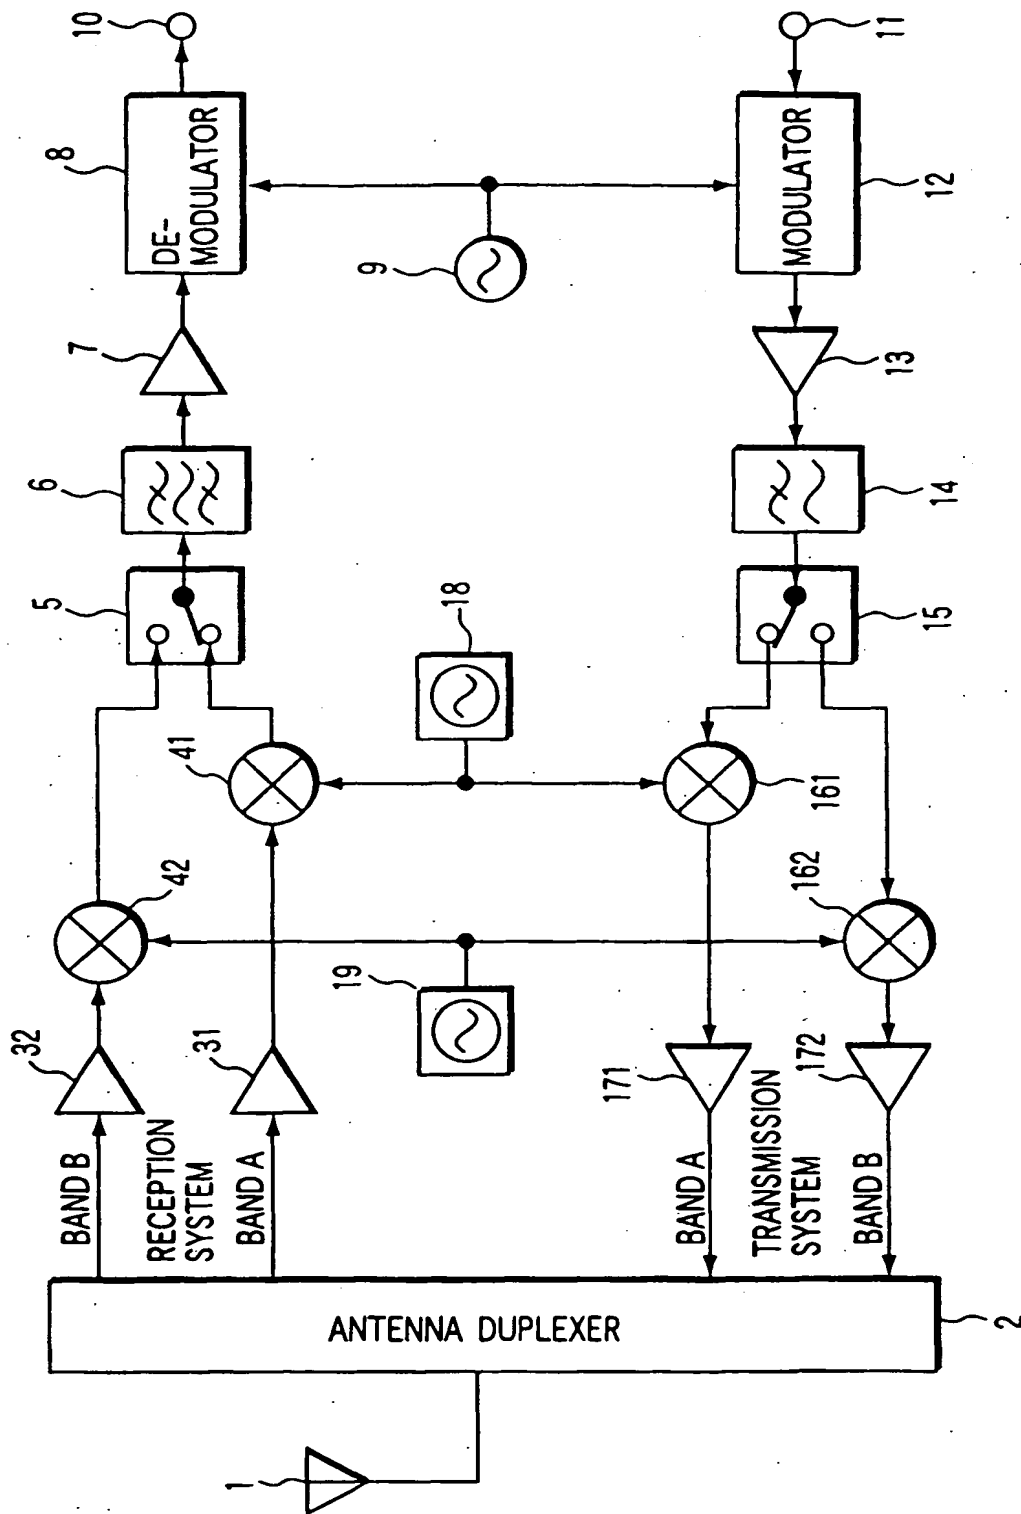 10
8
DE-
MODULATOR
7
6
5
41
42
32
31
BAND B
RECEPTION
SYSTEM
BAND A
9
18
19
11
MODULATOR
12
13
14
15
161
162
171
172
BAND A
TRANSMISSION
SYSTEM
BAND B
ANTENNA DUPLEXER
2
1